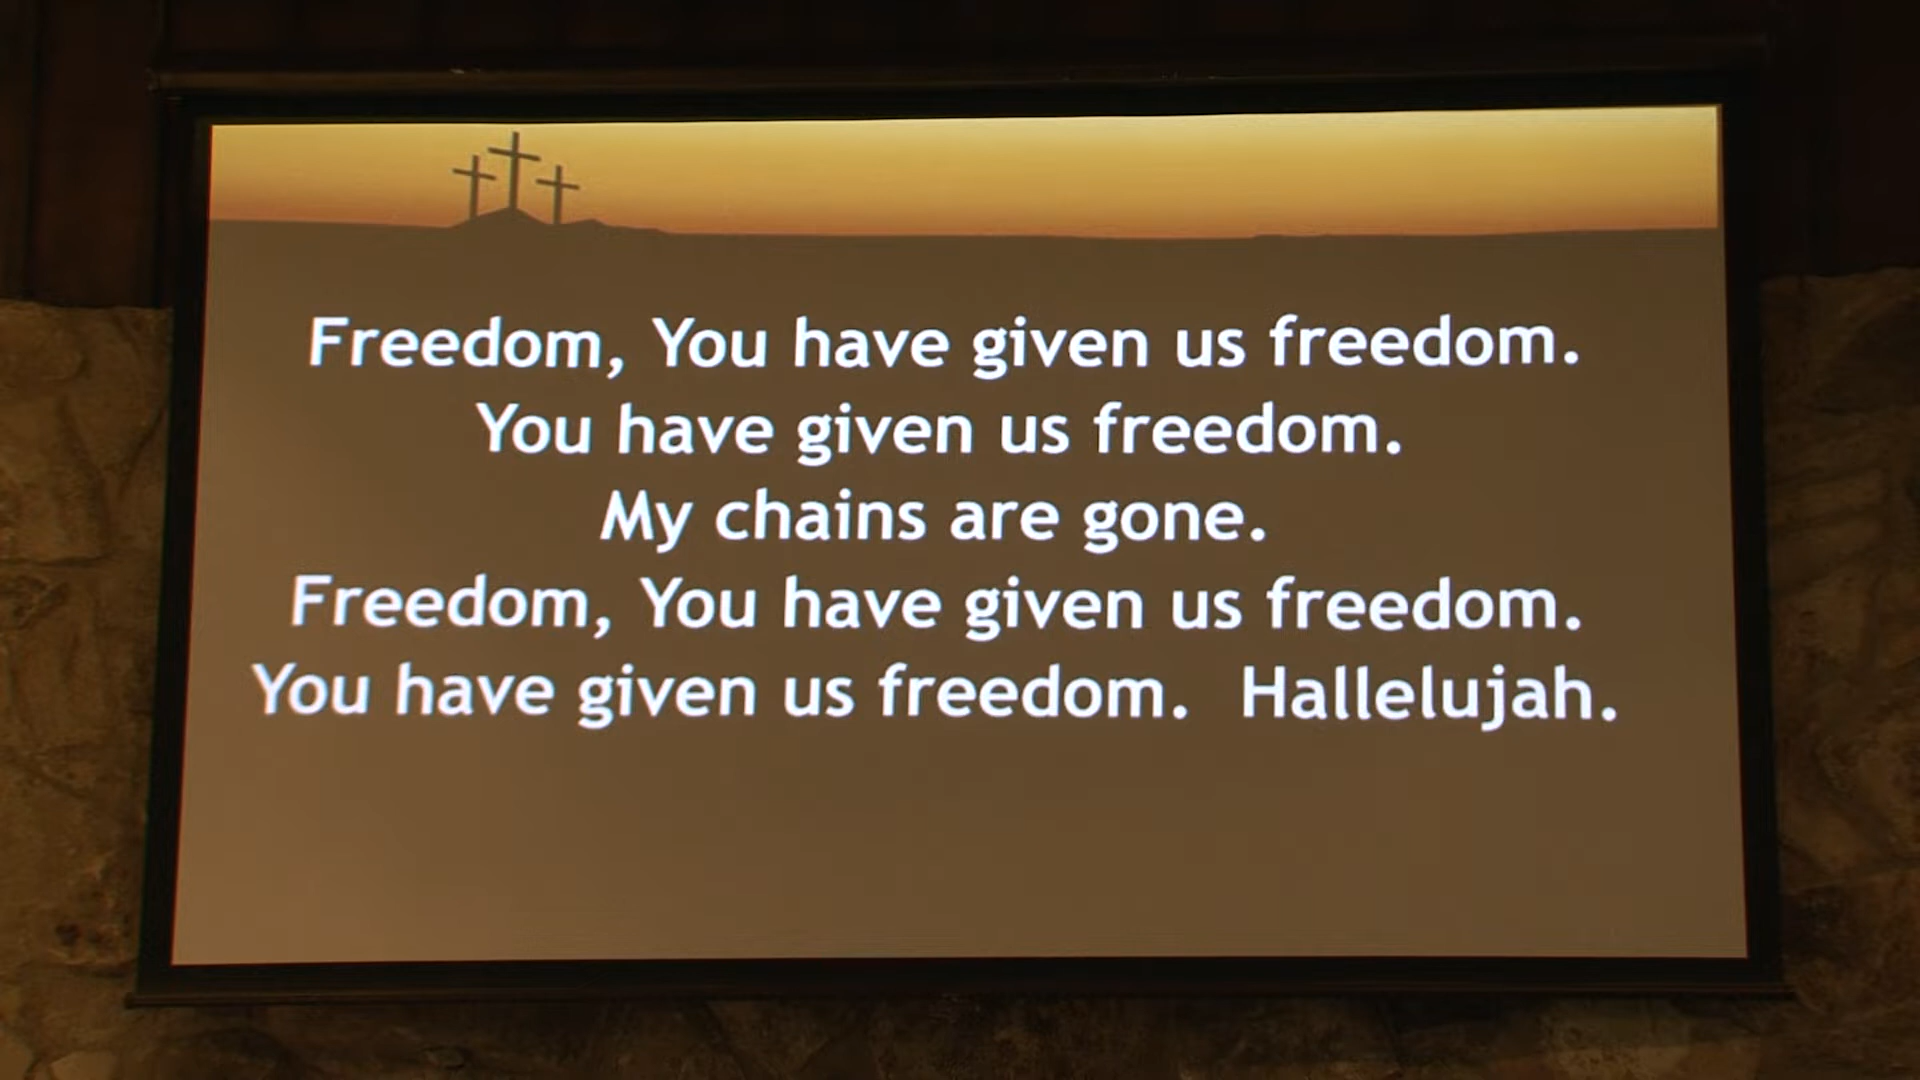 Freedom, You have given us freedom.
You have given us freedom.
My chains are gone.
Freedom, You have given us freedom.
You have given us freedom.  Hallelujah.